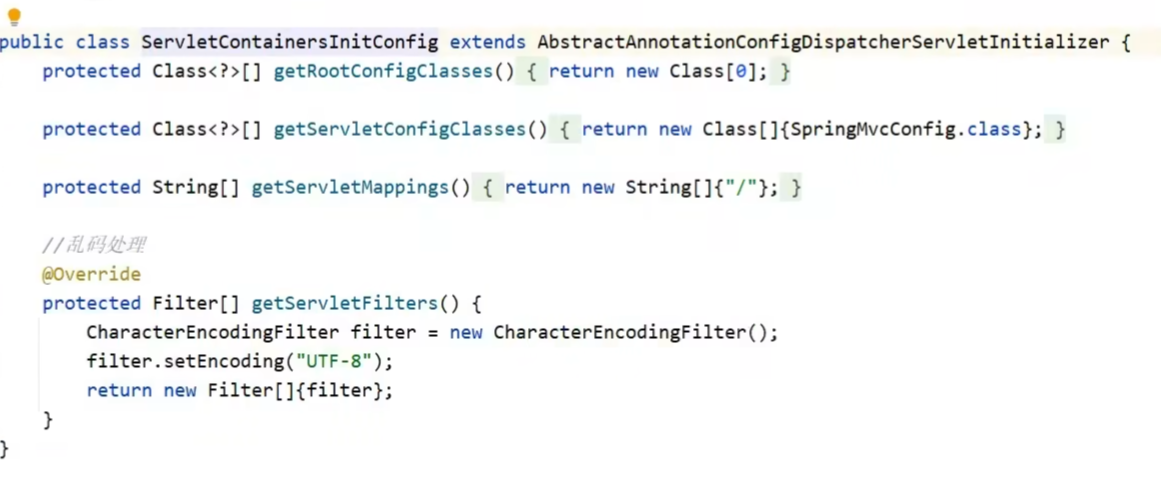 public class ServletContainersInitConfig extends AbstractAnnotationConfigDispatcherServletInitializer {
protected Class<?>[] getRootConfigClasses() { return new Class[0]; }
protected Class<?>[] getServletConfigClasses() { return new Class[]{SpringMvcConfig.class}; }
protected String[] getServletMappings() { return new String[]{"/"}; }
//乱码处理
@Override
protected Filter[] getServletFilters() {
CharacterEncodingFilter filter = new CharacterEncodingFilter();
filter.setEncoding("UTF-8");
return new Filter[]{filter};
}
}